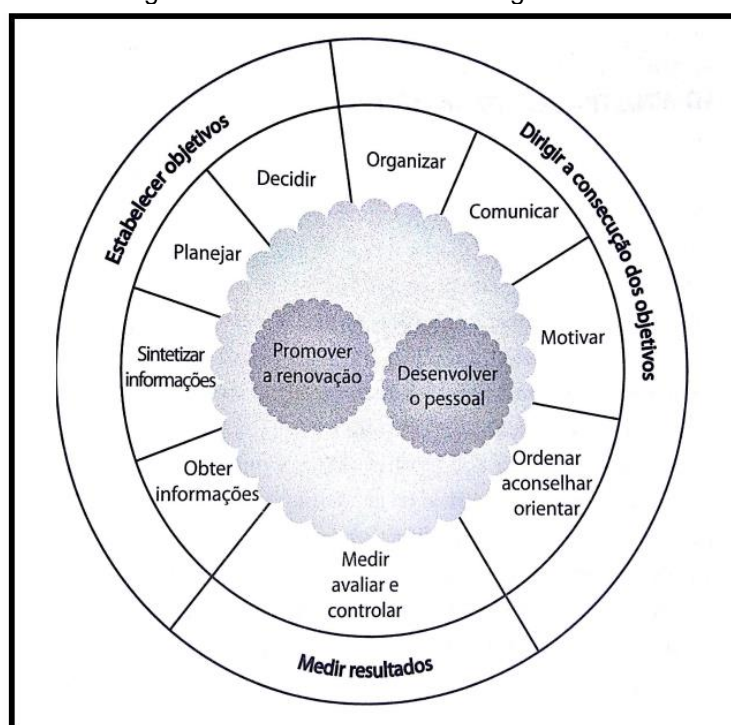 Estabelecer objetivos
Dirigir a consecução dos objetivos
Medir resultados
Decidir
Organizar
Comunicar
Planejar
Motivar
Sintetizar
informações
Obter
informações
Ordenar
aconselhar
orientar
Medir
avaliar e
controlar
Promover
a renovação
Desenvolver
o pessoal